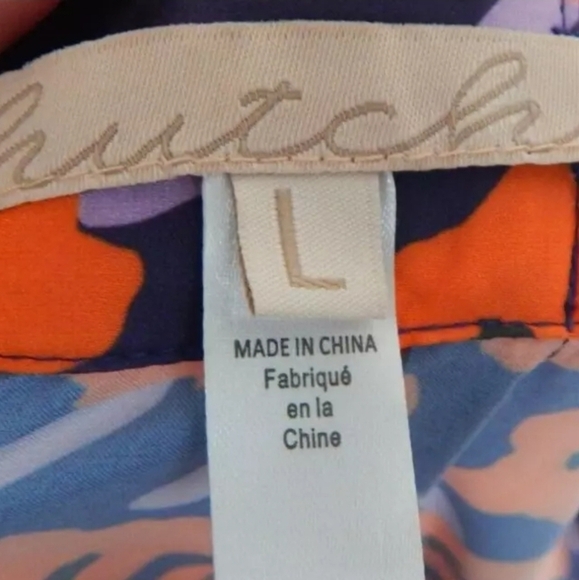 hutch
L
MADE IN CHINA
Fabriqué
en la
Chine